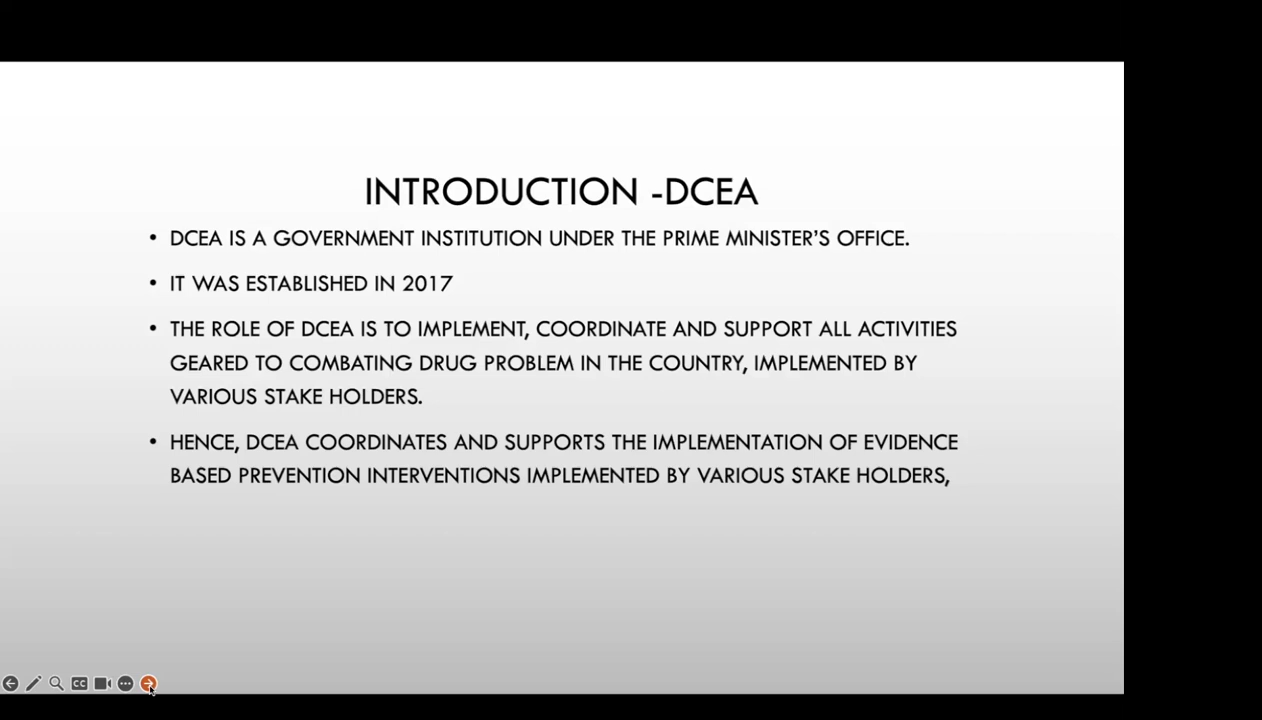 INTRODUCTION -DCEA
• DCEA IS A GOVERNMENT INSTITUTION UNDER THE PRIME MINISTER’S OFFICE.
• IT WAS ESTABLISHED IN 2017
• THE ROLE OF DCEA IS TO IMPLEMENT, COORDINATE AND SUPPORT ALL ACTIVITIES
GEARED TO COMBATING DRUG PROBLEM IN THE COUNTRY, IMPLEMENTED BY
VARIOUS STAKE HOLDERS.
• HENCE, DCEA COORDINATES AND SUPPORTS THE IMPLEMENTATION OF EVIDENCE
BASED PREVENTION INTERVENTIONS IMPLEMENTED BY VARIOUS STAKE HOLDERS,
CC